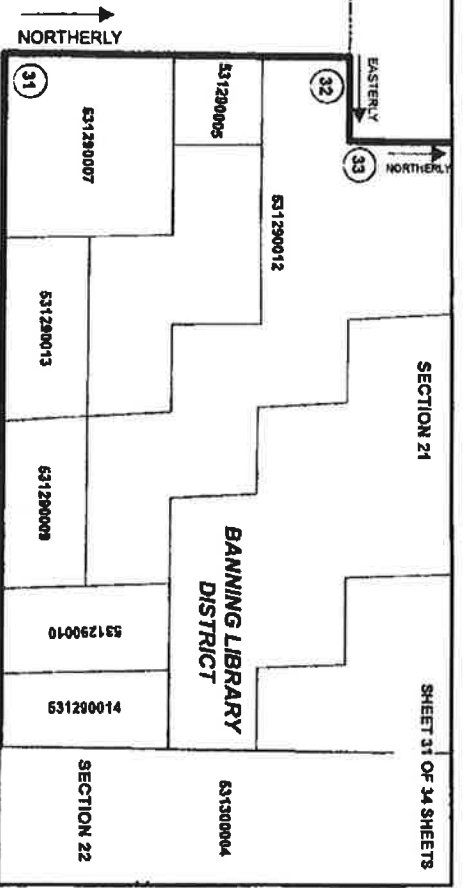 NORTHERLY
31
32
EASTERLY
33
NORTHERLY
531290007
531290005
531290012
SECTION 21
531290013
531290009
BANNING LIBRARY
DISTRICT
531290010
531290014
SHEET 31 OF 34 SHEETS
SECTION 22
531300004